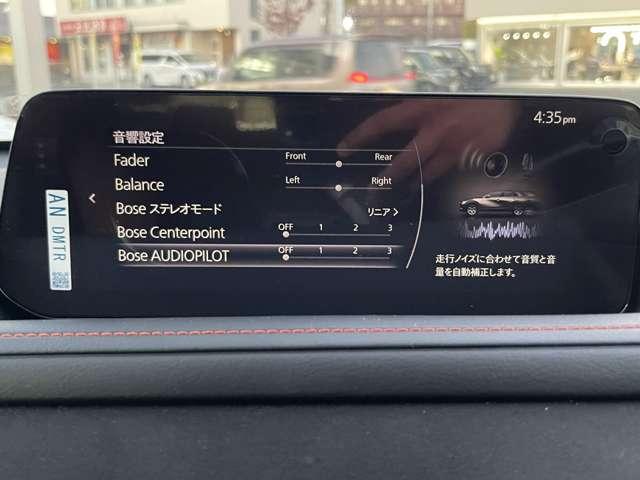 4:35pm
音響設定
Fader Front Rear
Balance Left Right
Bose ステレオモード リニア
Bose Centerpoint OFF 1 2 3
Bose AUDIOPILOT OFF 1 2 3
走行ノイズに合わせて音質と音
量を自動補正します。
AN DMTR